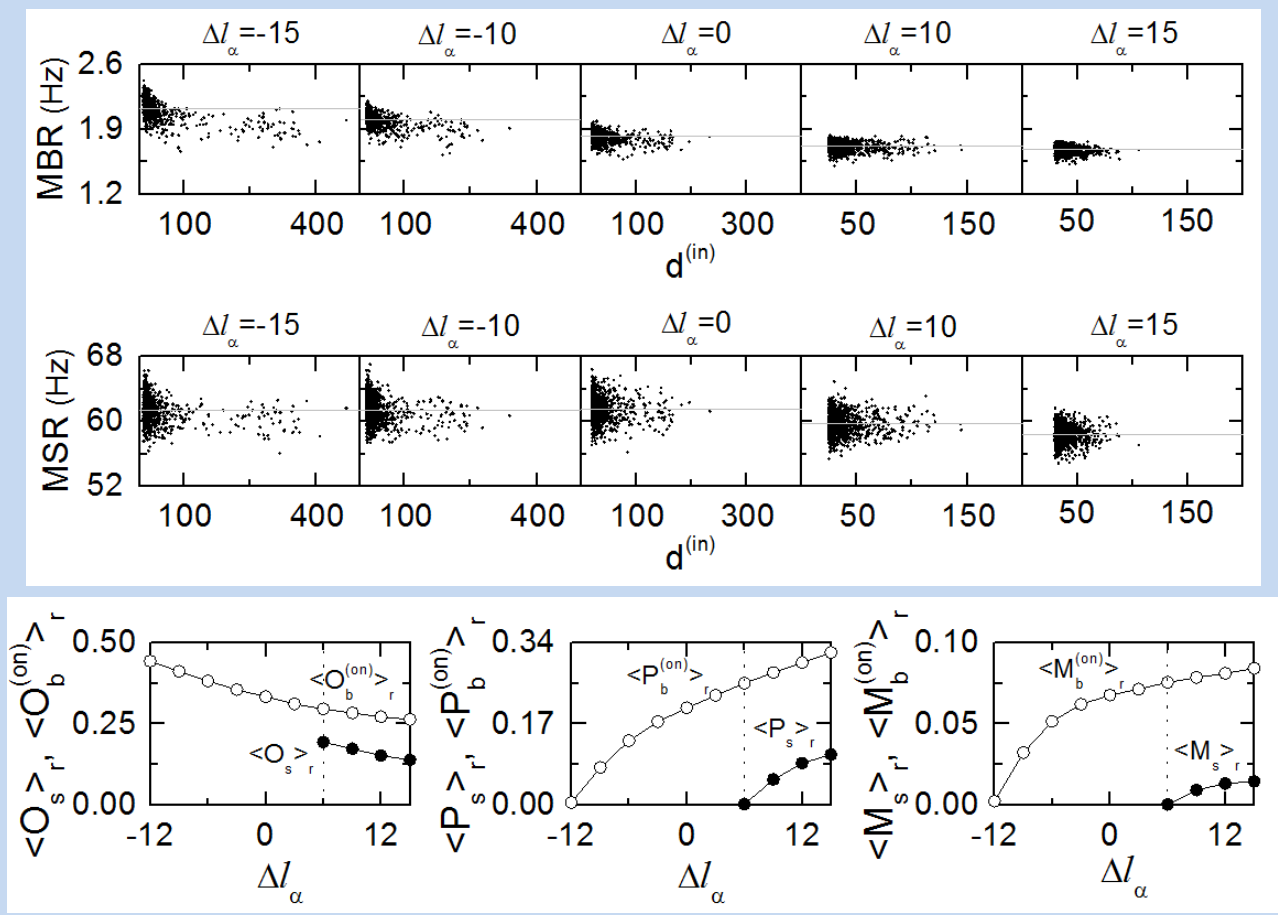 Δl_α=-15 Δl_α=-10 Δl_α=0 Δl_α=10 Δl_α=15
MBR (Hz)
2.6
1.9
1.2
100 400 100 400 100 300 50 150 50 150
d^(in)
Δl_α=-15 Δl_α=-10 Δl_α=0 Δl_α=10 Δl_α=15
MSR (Hz)
68
60
52
100 400 100 400 100 300 50 150 50 150
d^(in)
<O_s>_r, <O_b^(on)>_r
0.50
0.25
0.00
<O_b^(on)>_r
<O_s>_r
-12 0 12
Δl_α
<P_s>_r, <P_b^(on)>_r
0.34
0.17
0.00
<P_b^(on)>_r
<P_s>_r
-12 0 12
Δl_α
<M_s>_r, <M_b^(on)>_r
0.10
0.05
0.00
<M_b^(on)>_r
<M_s>_r
-12 0 12
Δl_α